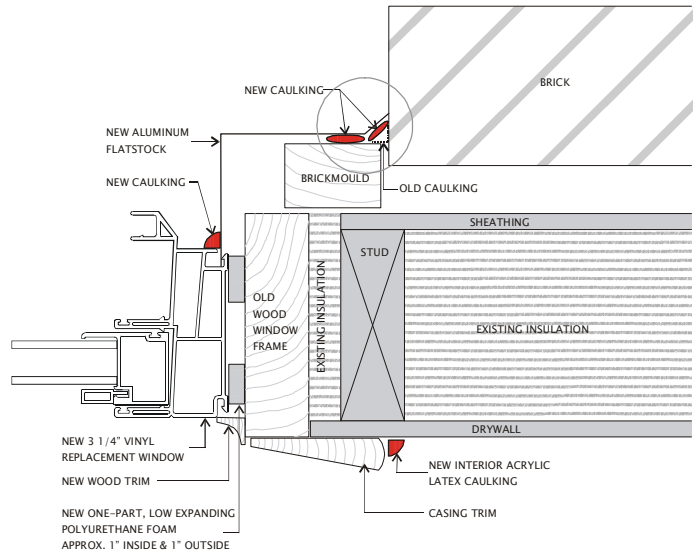 BRICK
NEW CAULKING
NEW ALUMINUM
FLATSTOCK
NEW CAULKING
BRICKMOULD
OLD CAULKING
SHEATHING
STUD
OLD
WOOD
WINDOW
FRAME
EXISTING INSULATION
EXISTING INSULATION
DRYWALL
NEW 3 1/4" VINYL
REPLACEMENT WINDOW
NEW WOOD TRIM
NEW INTERIOR ACRYLIC
LATEX CAULKING
NEW ONE-PART, LOW EXPANDING
POLYURETHANE FOAM
APPROX. 1" INSIDE & 1" OUTSIDE
CASING TRIM